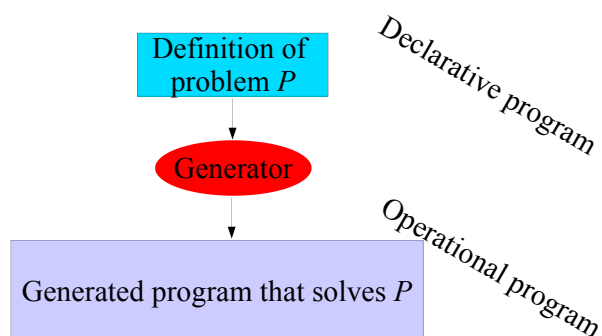 Definition of
problem P
Declarative program
Generator
Operational program
Generated program that solves P